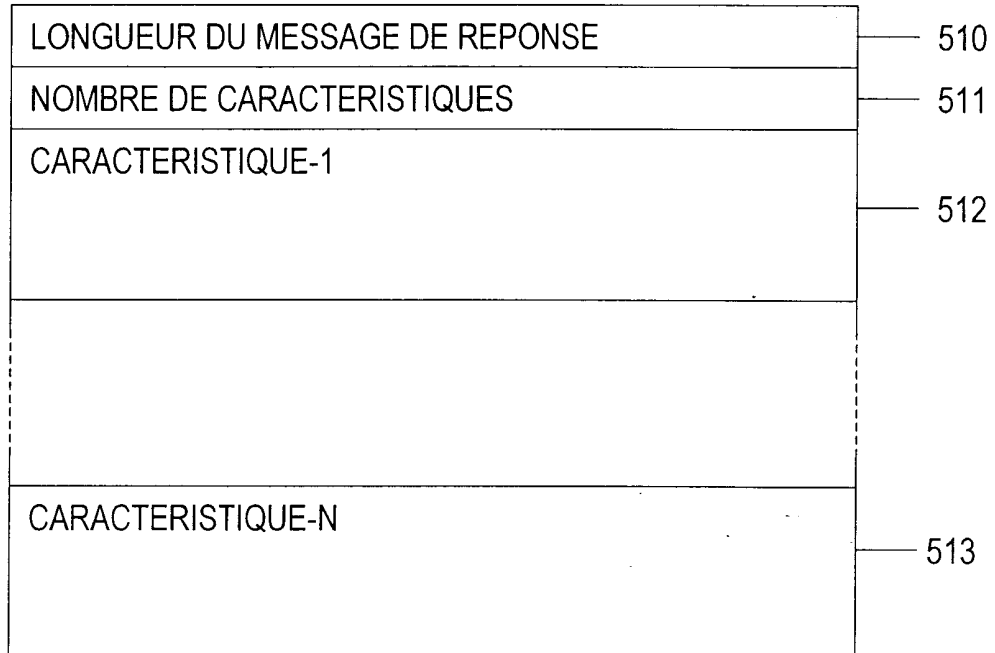 LONGUEUR DU MESSAGE DE REPONSE 510
NOMBRE DE CARACTERISTIQUES 511
CARACTERISTIQUE-1
512
CARACTERISTIQUE-N
513